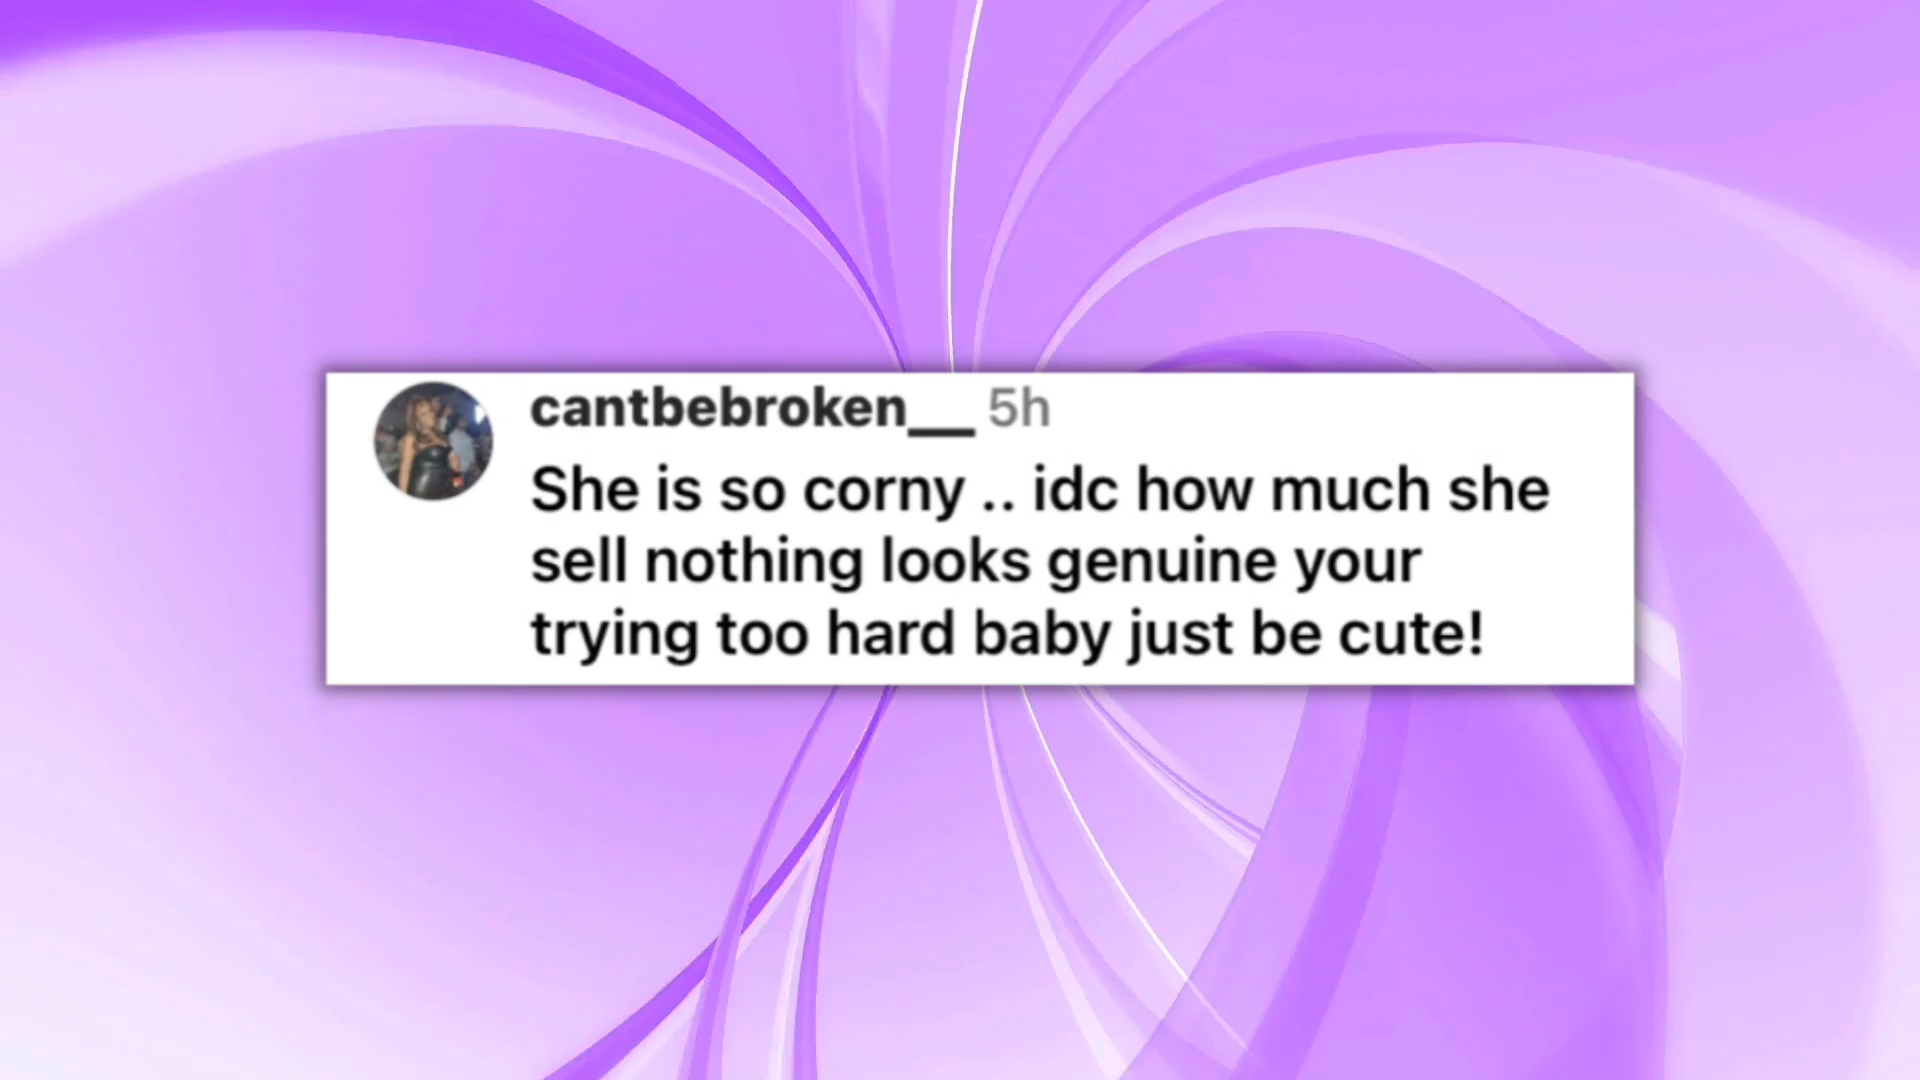 cantbebroken__ 5h
She is so corny .. idc how much she
sell nothing looks genuine your
trying too hard baby just be cute!